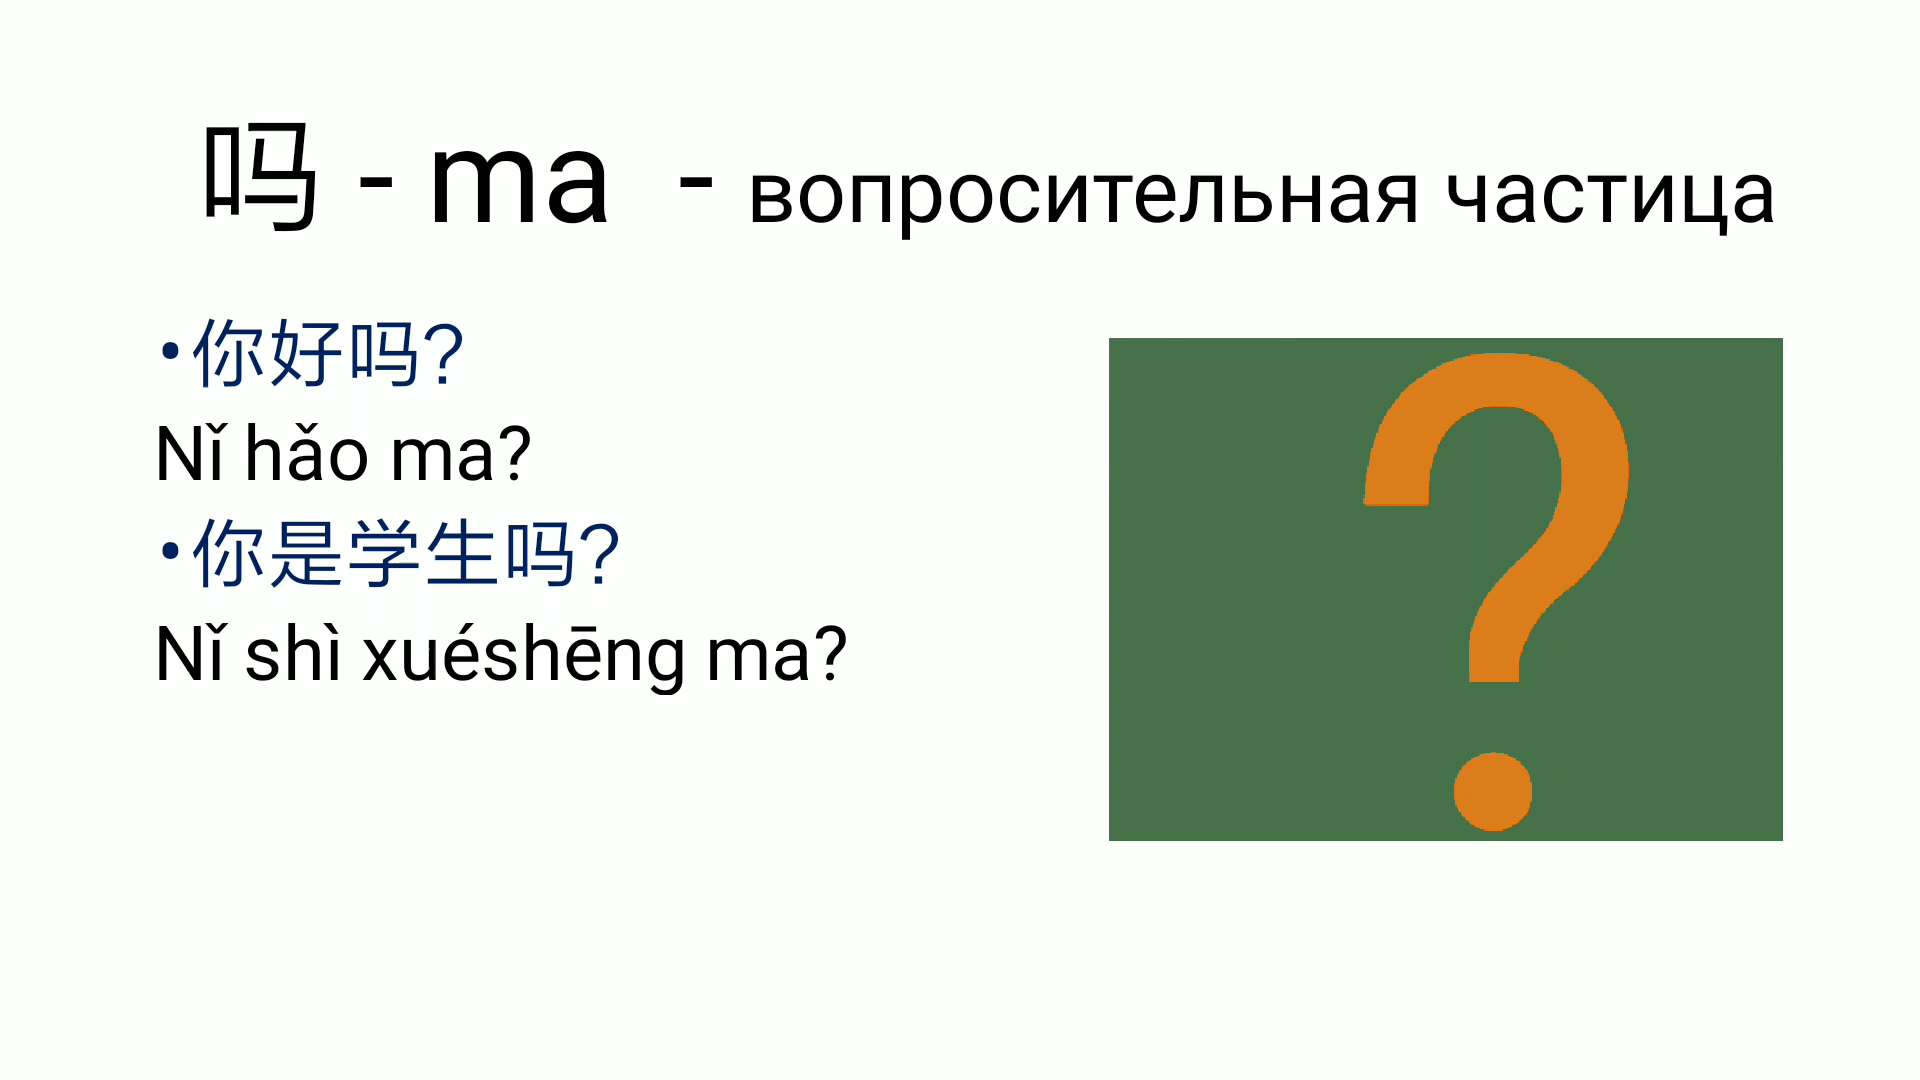 吗 - ma - вопросительная частица
•你好吗?
Nǐ hǎo ma?
•你是学生吗?
Nǐ shì xuéshēng ma?
?